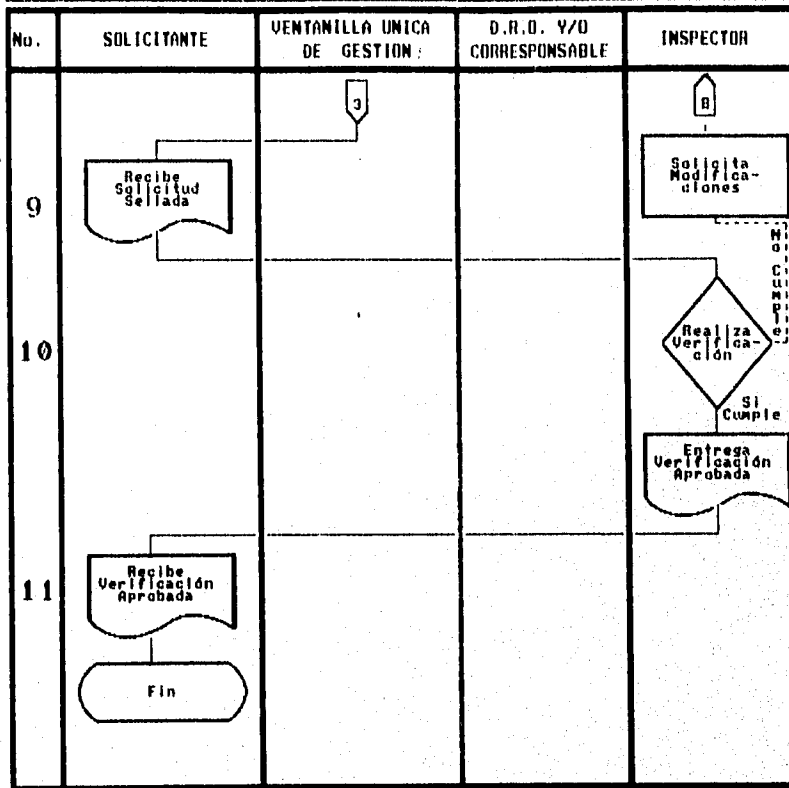 No.
SOLICITANTE
VENTANILLA UNICA
DE GESTION
D.R.O. Y/O
CORRESPONSABLE
INSPECTOR
3
B
9
Recibe
Solicitud
Sellada
Solicita
Modifica-
ciones
No Cumple
10
Realiza
Verifica-
ción
Si
Cumple
Entrega
Verificación
Aprobada
11
Recibe
Verificación
Aprobada
Fin